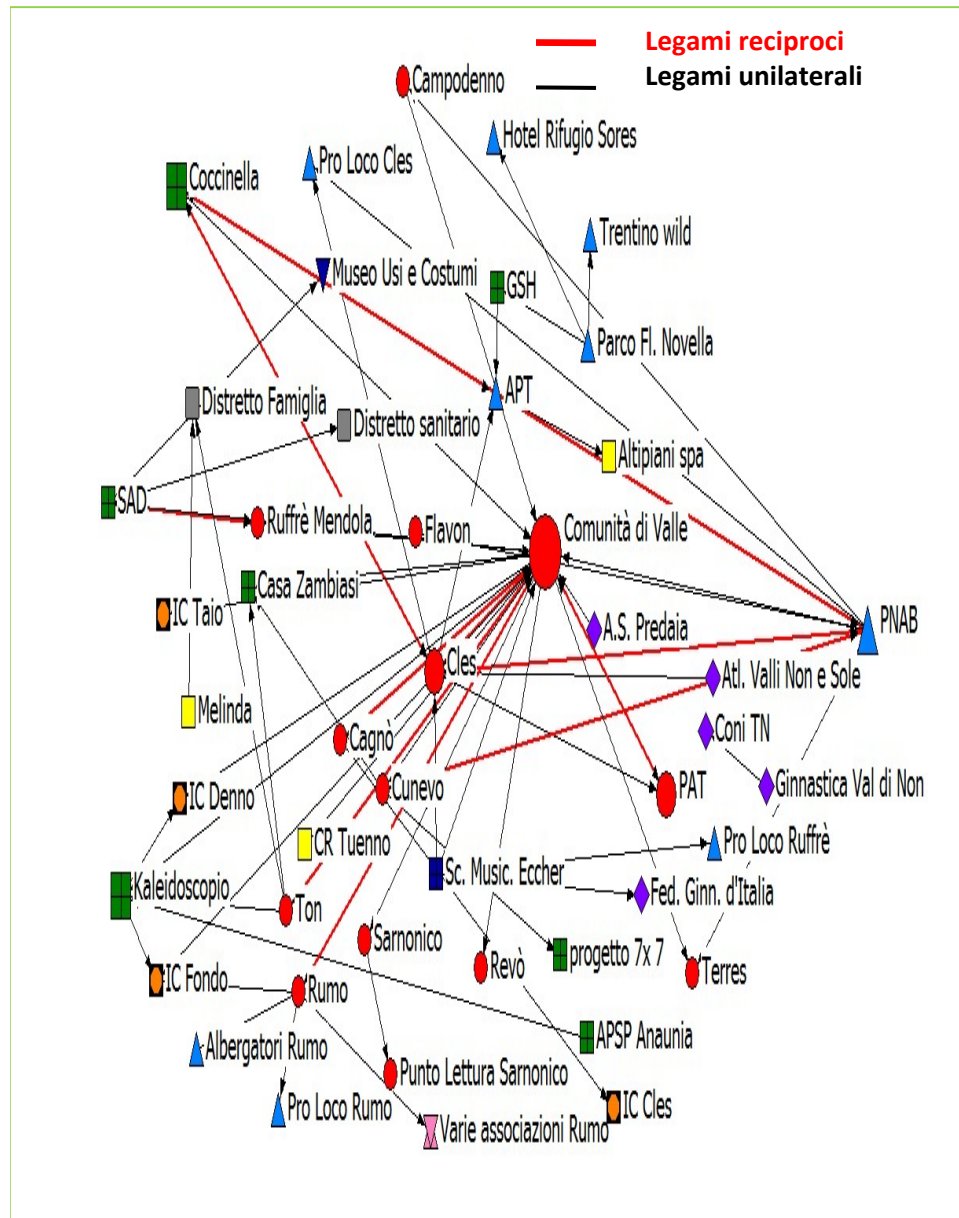 Legami reciproci
Legami unilaterali
Campodenno
Hotel Rifugio Sores
Pro Loco Cles
Coccinella
Trentino wild
Museo Usi e Costumi
GSH
Parco Fl. Novella
APT
Distretto Famiglia
Distretto sanitario
Altipiani spa
SAD
Ruffrè Mendola
Flavon
Comunità di Valle
Casa Zambiasi
IC Taio
A.S. Predaia
PNAB
Cles
Atl. Valli Non e Sole
Melinda
Coni TN
Cagnò
Cunevo
PAT
Ginnastica Val di Non
IC Denno
CR Tuenno
Pro Loco Ruffrè
Kaleidoscopio
Sc. Music. Eccher
Fed. Ginn. d'Italia
Ton
Sarnonico
progetto 7x 7
Revò
Terres
IC Fondo
Rumo
APSP Anaunia
Albergatori Rumo
Punto Lettura Sarnonico
Pro Loco Rumo
IC Cles
Varie associazioni Rumo